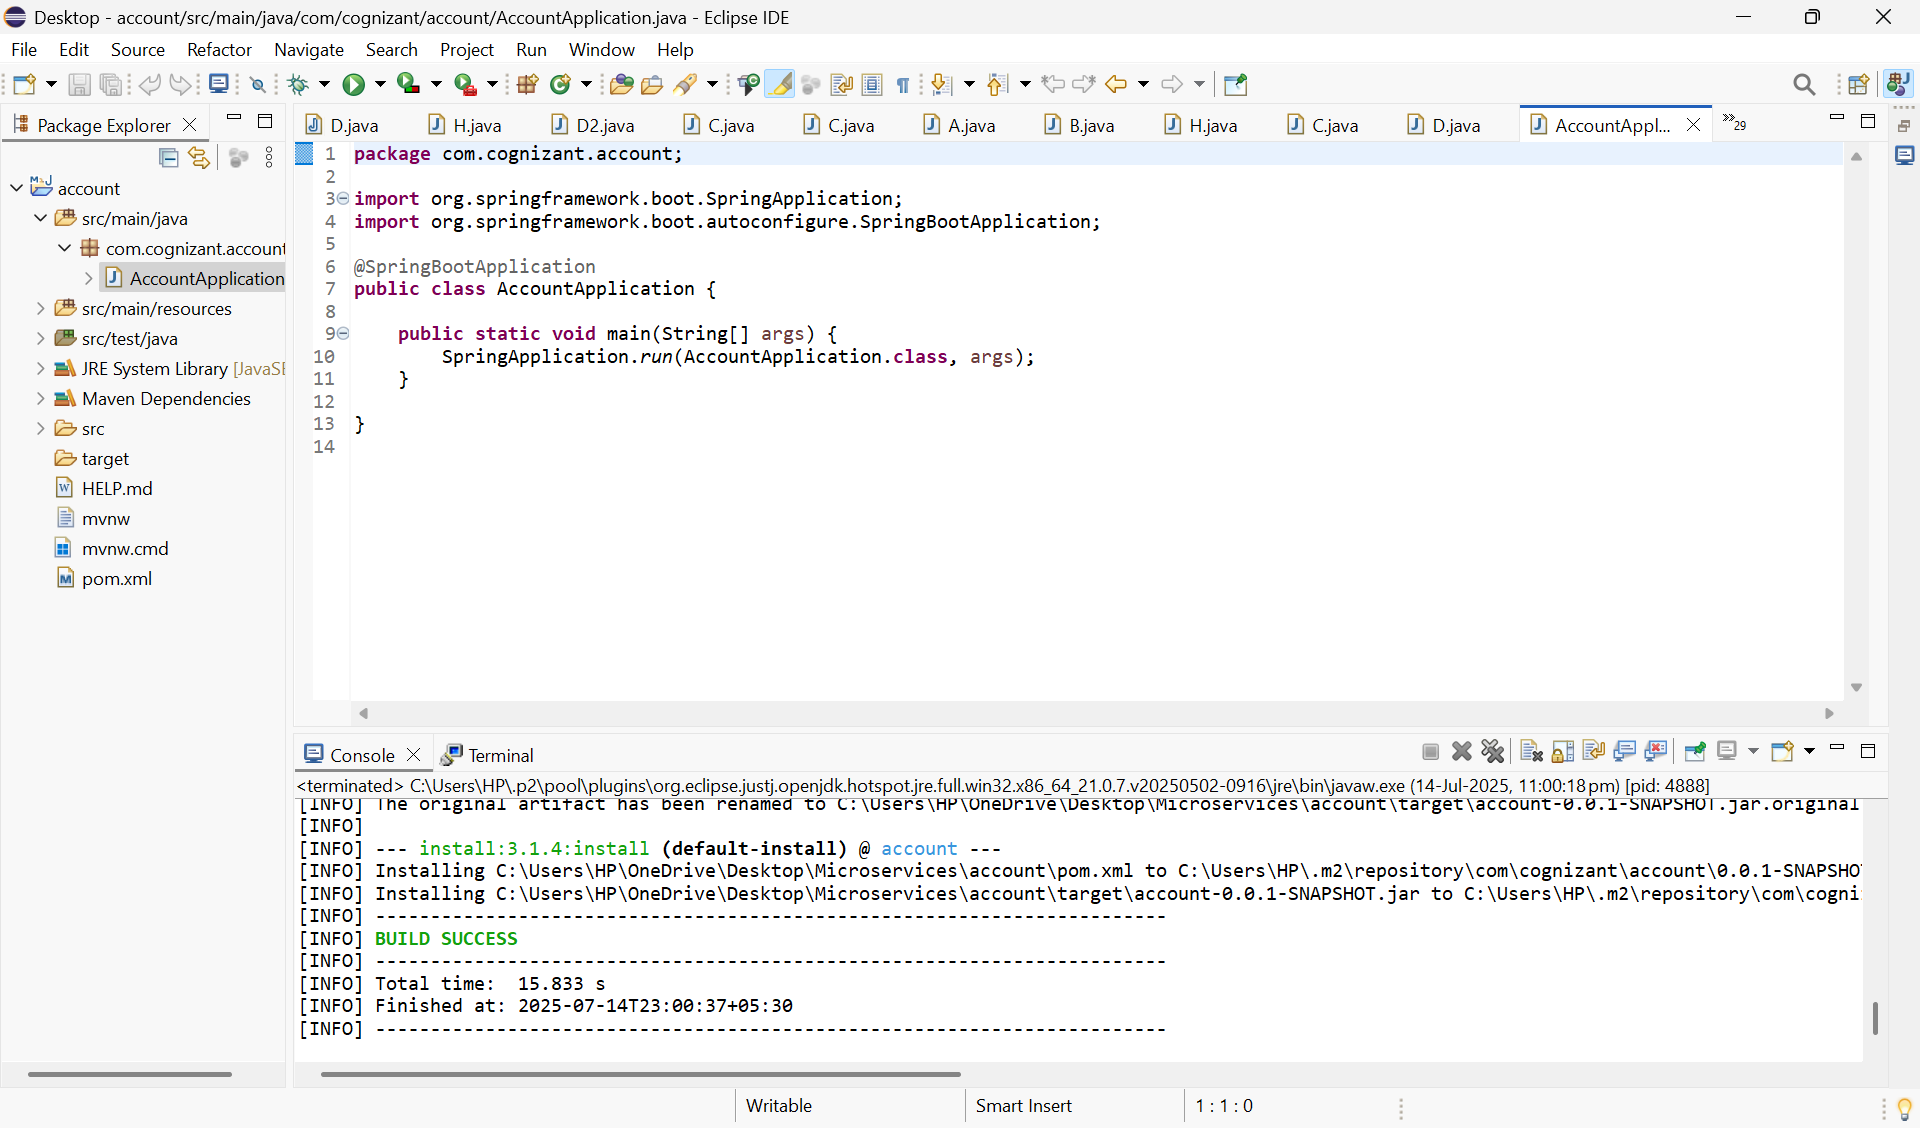 Desktop - account/src/main/java/com/cognizant/account/AccountApplication.java - Eclipse IDE
File Edit Source Refactor Navigate Search Project Run Window Help
Package Explorer
account
src/main/java
com.cognizant.account
AccountApplication
src/main/resources
src/test/java
JRE System Library [JavaSE
Maven Dependencies
src
target
HELP.md
mvnw
mvnw.cmd
pom.xml
D.java H.java D2.java C.java C.java A.java B.java H.java C.java D.java AccountAppl... »29
1 package com.cognizant.account;
2
3 import org.springframework.boot.SpringApplication;
4 import org.springframework.boot.autoconfigure.SpringBootApplication;
5
6 @SpringBootApplication
7 public class AccountApplication {
8
9 public static void main(String[] args) {
10 SpringApplication.run(AccountApplication.class, args);
11 }
12
13 }
14
Console Terminal
<terminated> C:\Users\HP\.p2\pool\plugins\org.eclipse.justj.openjdk.hotspot.jre.full.win32.x86_64_21.0.7.v20250502-0916\jre\bin\javaw.exe (14-Jul-2025, 11:00:18 pm) [pid: 4888]
[INFO] The original artifact has been renamed to C:\Users\HP\OneDrive\Desktop\Microservices\account\target\account-0.0.1-SNAPSHOT.jar.original
[INFO]
[INFO] --- install:3.1.4:install (default-install) @ account ---
[INFO] Installing C:\Users\HP\OneDrive\Desktop\Microservices\account\pom.xml to C:\Users\HP\.m2\repository\com\cognizant\account\0.0.1-SNAPSHO
[INFO] Installing C:\Users\HP\OneDrive\Desktop\Microservices\account\target\account-0.0.1-SNAPSHOT.jar to C:\Users\HP\.m2\repository\com\cogni
[INFO] ------------------------------------------------------------------------
[INFO] BUILD SUCCESS
[INFO] ------------------------------------------------------------------------
[INFO] Total time:  15.833 s
[INFO] Finished at: 2025-07-14T23:00:37+05:30
[INFO] ------------------------------------------------------------------------
Writable Smart Insert 1 : 1 : 0